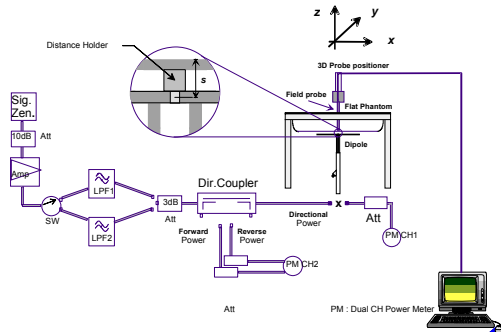 z
y
x
Distance Holder
s
3D Probe positioner
Field probe
Flat Phantom
Dipole
Sig.
Zen.
10dB
Att
Amp
SW
LPF1
LPF2
3dB
Att
Dir.Coupler
Forward
Power
Reverse
Power
Directional
Power
x
Att
PM CH1
PM CH2
Att
PM : Dual CH Power Meter